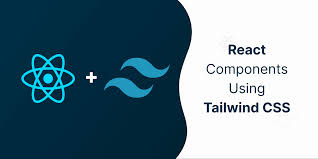 +
React
Components
Using
Tailwind CSS